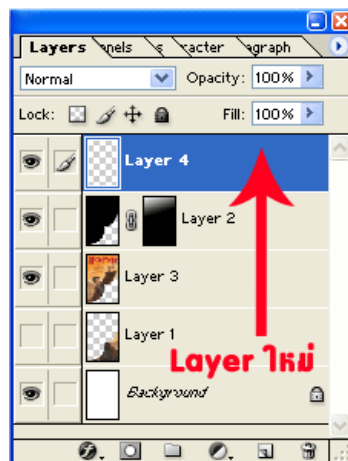 Layers
Normal Opacity: 100%
Lock: Fill: 100%
Layer 4
Layer 2
Layer 3
Layer 1
Layer ใหม่
Background